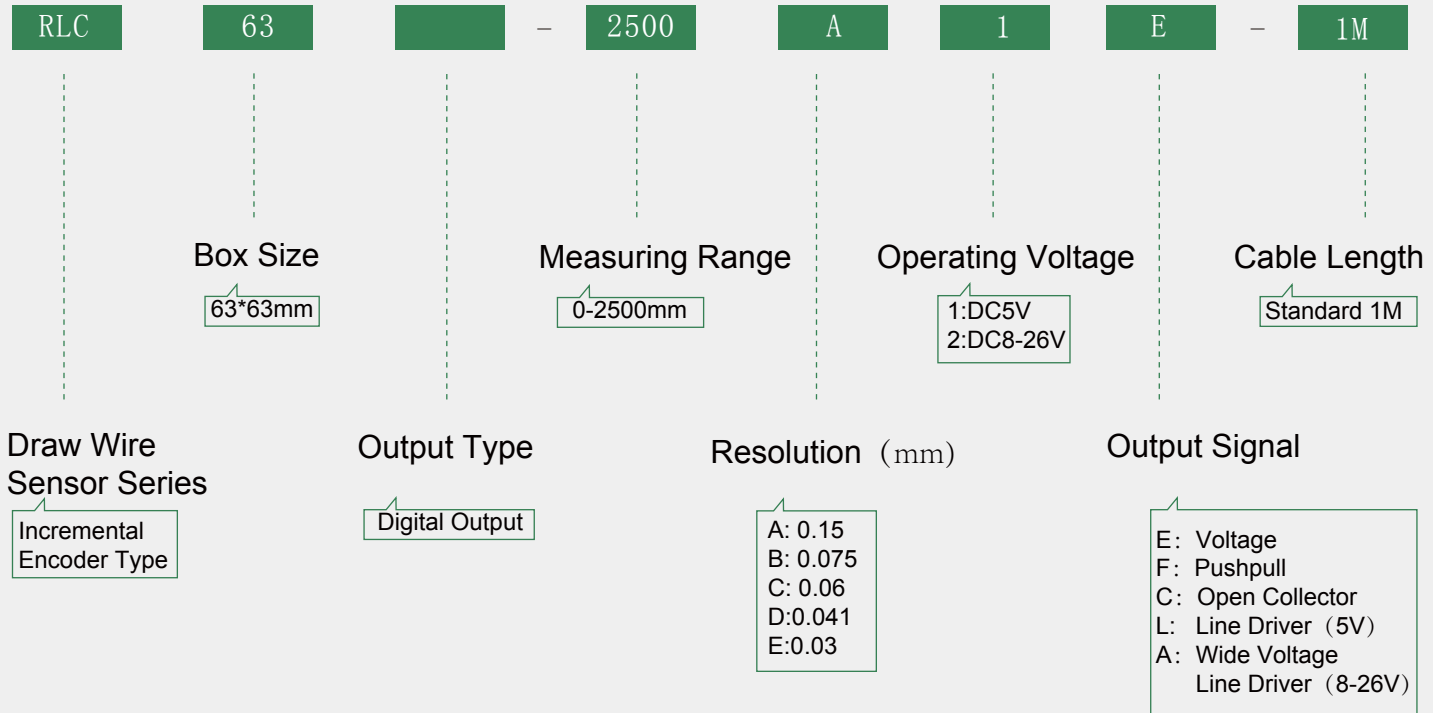 RLC 63 - 2500 A 1 E - 1M
Box Size
63*63mm
Measuring Range
0-2500mm
Operating Voltage
1:DC5V
2:DC8-26V
Cable Length
Standard 1M
Draw Wire
Sensor Series
Incremental
Encoder Type
Output Type
Digital Output
Resolution（mm）
A: 0.15
B: 0.075
C: 0.06
D:0.041
E:0.03
Output Signal
E：Voltage
F：Pushpull
C：Open Collector
L: Line Driver（5V）
A：Wide Voltage
Line Driver（8-26V）